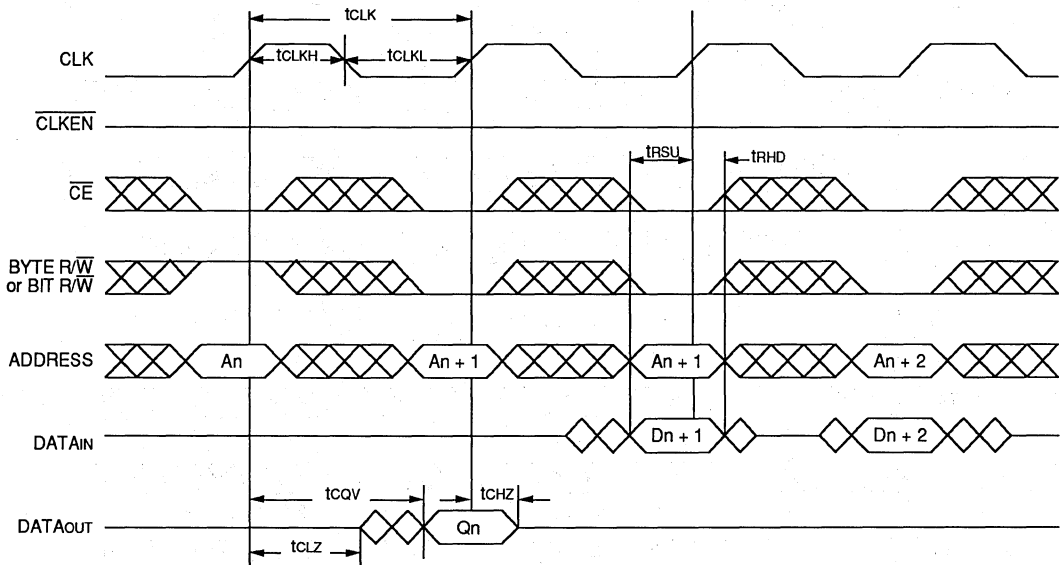 tCLK
CLK
tCLKH
tCLKL
CLKEN
tRSU
tRHD
CE
BYTE R/W
or BIT R/W
ADDRESS
An
An + 1
An + 1
An + 2
DATAIN
Dn + 1
Dn + 2
tCQV
tCHZ
DATAOUT
Qn
tCLZ